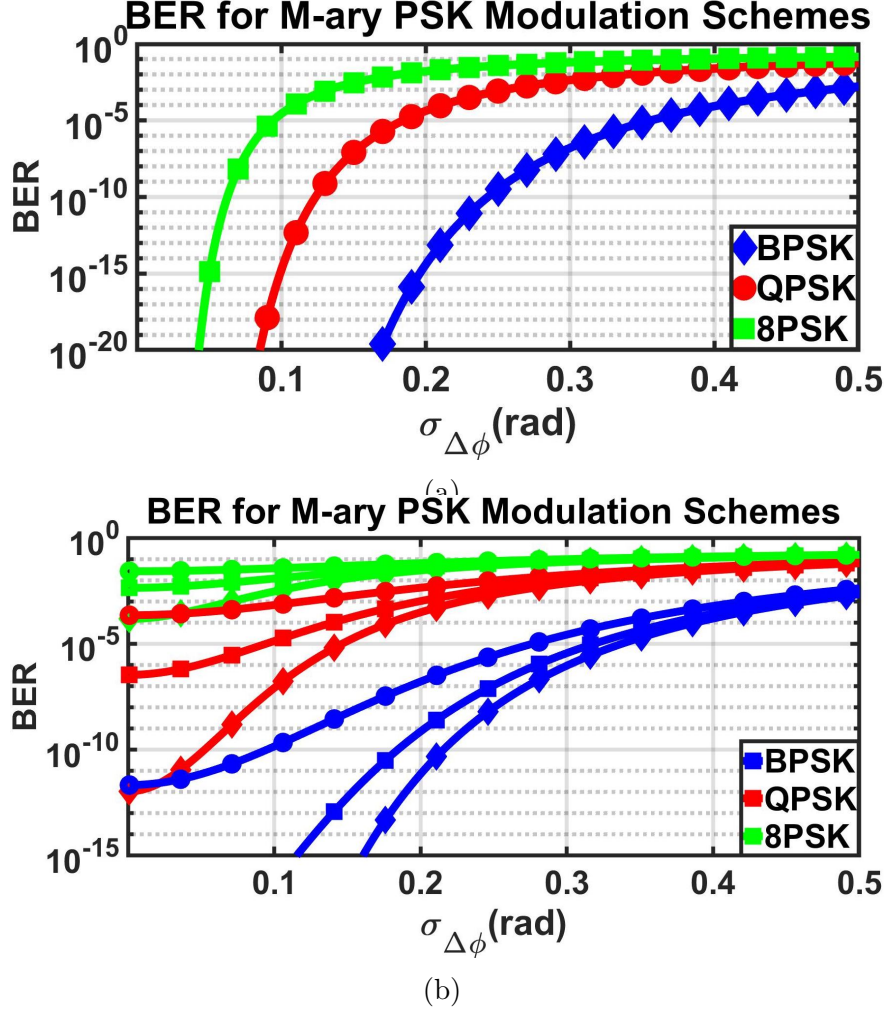 BER for M-ary PSK Modulation Schemes
10^0
10^-5
10^-10
10^-15
10^-20
BER
BPSK
QPSK
8PSK
0.1 0.2 0.3 0.4 0.5
σ_Δϕ(rad)
(a)
BER for M-ary PSK Modulation Schemes
10^0
10^-5
10^-10
10^-15
BER
BPSK
QPSK
8PSK
0.1 0.2 0.3 0.4 0.5
σ_Δϕ(rad)
(b)